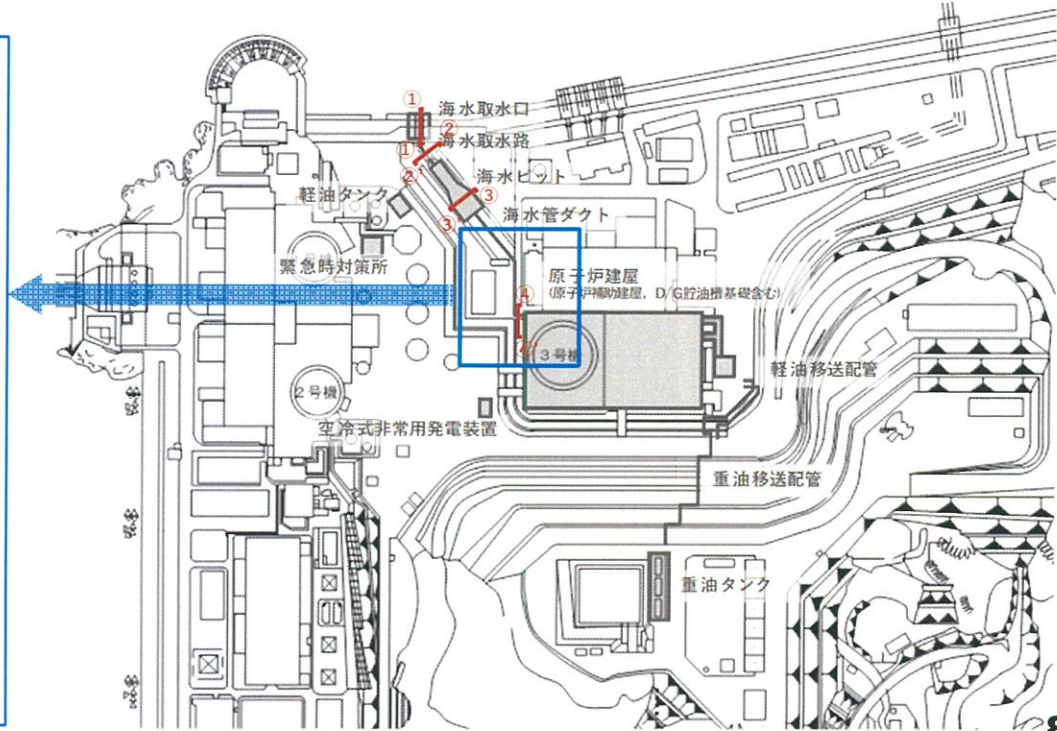 ①
海水取水口
②
①'
海水取水路
②'
海水ピット
③
③'
軽油タンク
海水管ダクト
緊急時対策所
号機
原子炉建屋
(原子炉補助建屋, D/G貯油槽基礎含む)
④
④'
3号機
軽油移送配管
2号機
空冷式非常用発電装置
重油移送配管
重油タンク